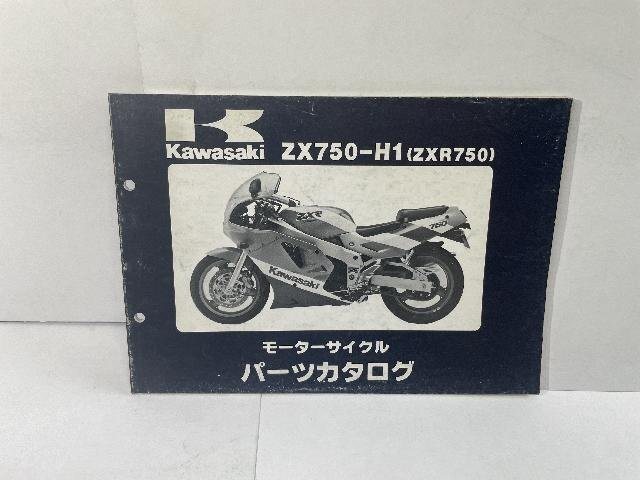 Kawasaki ZX750-H1(ZXR750)
ZXR
750
Kawasaki
モーターサイクル
パーツカタログ